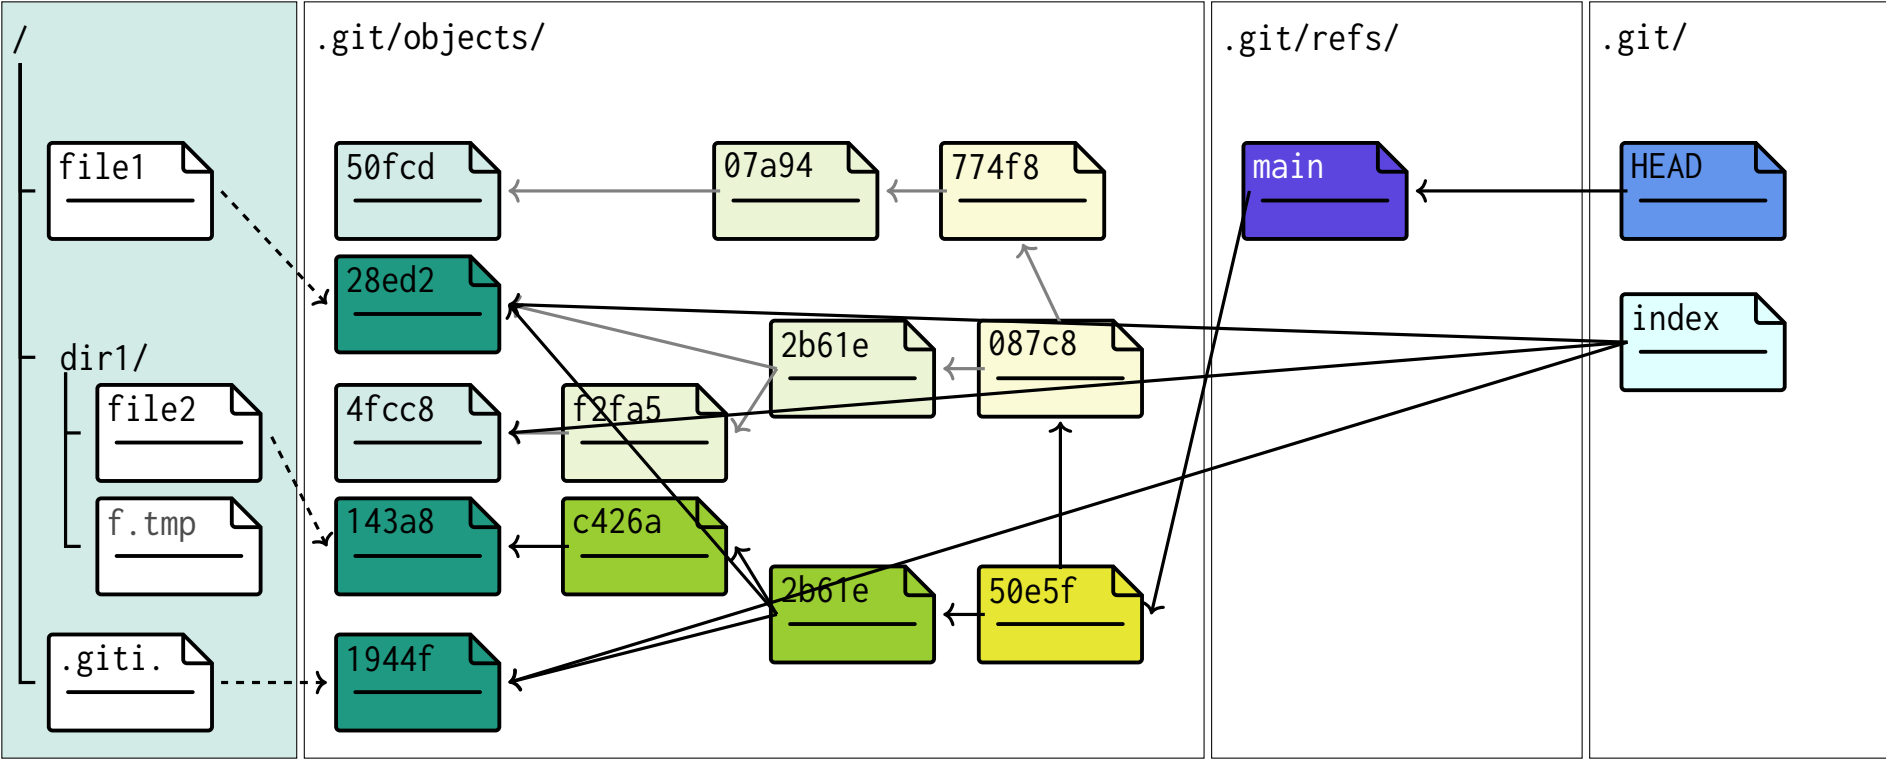 /
file1
dir1/
file2
f.tmp
.giti.
.git/objects/
50fcd
07a94
774f8
28ed2
2b61e
087c8
4fcc8
f2fa5
143a8
c426a
2b61e
50e5f
1944f
.git/refs/
main
.git/
HEAD
index